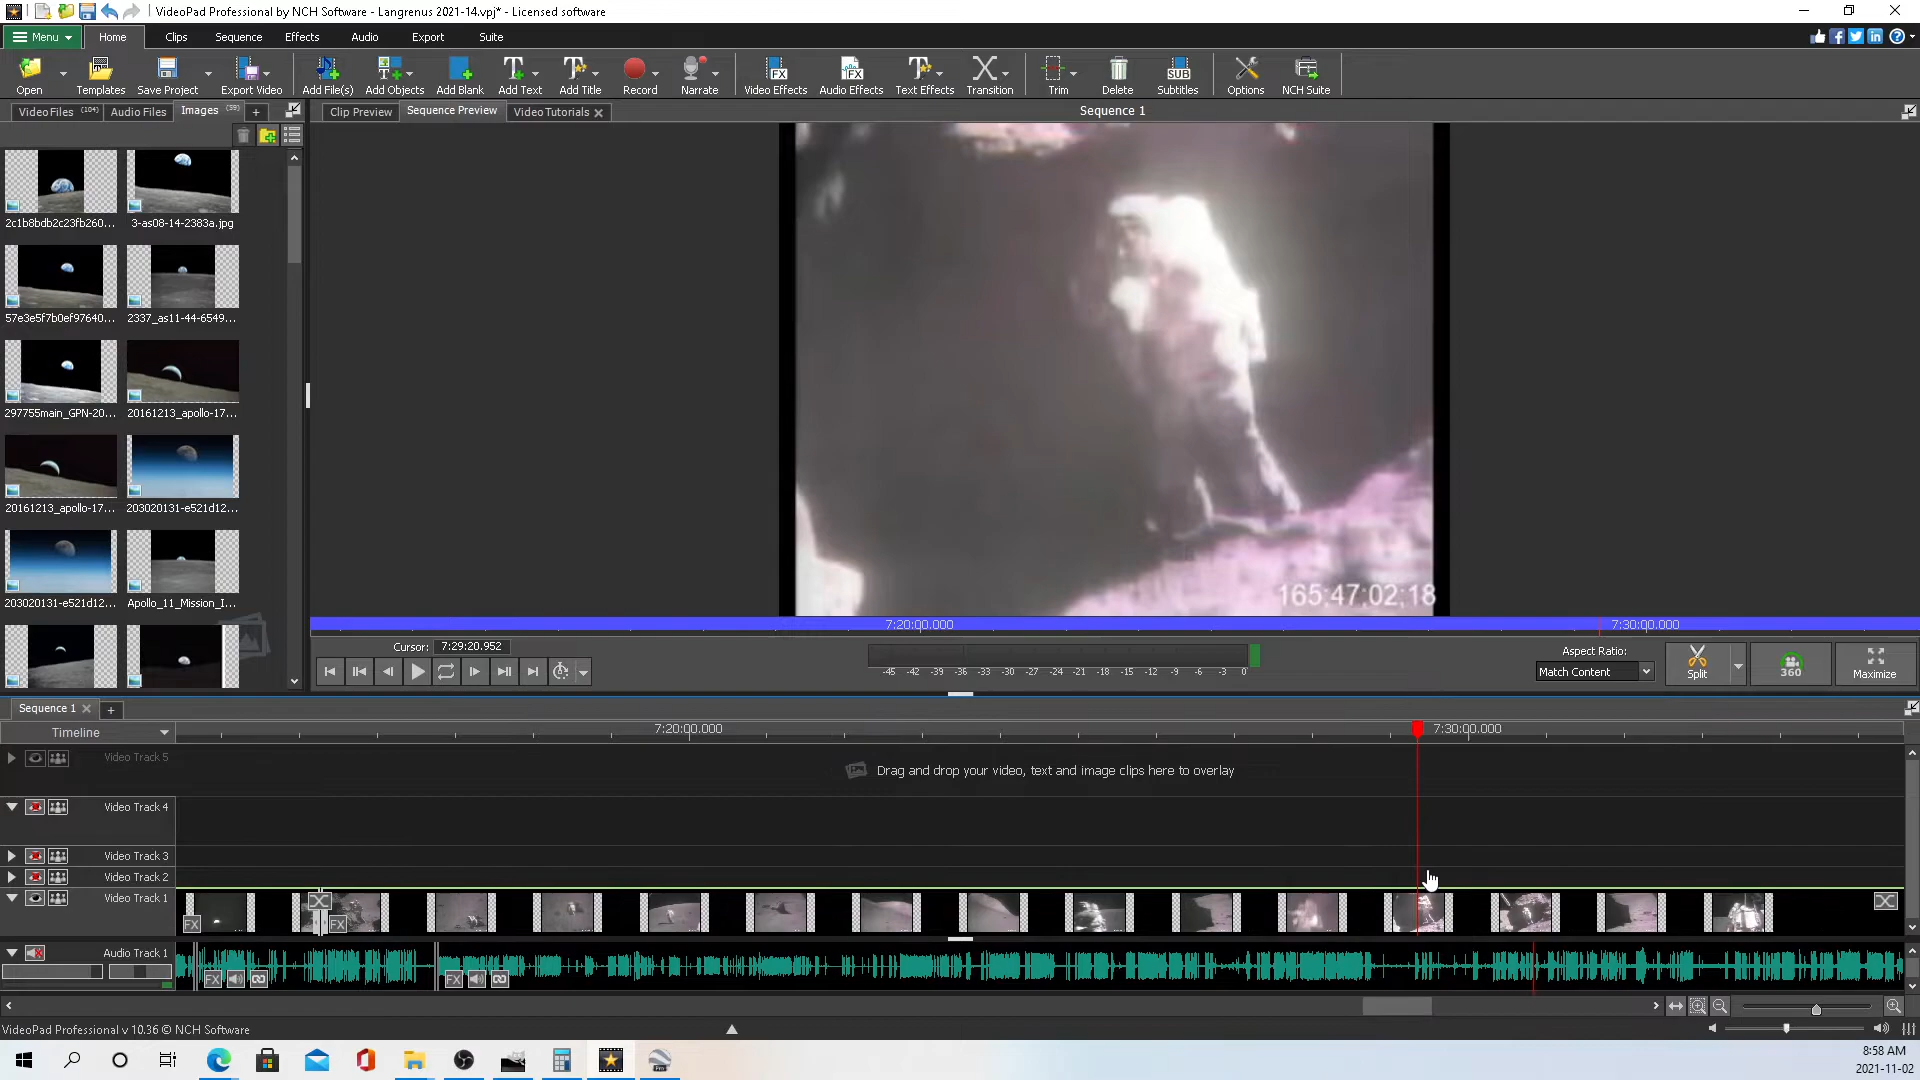 VideoPad Professional by NCH Software - Langrenus 2021-14.vpj* - Licensed software
Menu Home Clips Sequence Effects Audio Export Suite
Open Templates Save Project Export Video Add File(s) Add Objects Add Blank Add Text Add Title Record Narrate Video Effects Audio Effects Text Effects Transition Trim Delete Subtitles Options NCH Suite
Video Files (104) Audio Files Images (59) +
Clip Preview Sequence Preview Video Tutorials
Sequence 1
2c1b8bdb2c23fb260... 3-as08-14-2383a.jpg
57e3e5f7b0ef97640... 2337_as11-44-6549...
297755main_GPN-20... 20161213_apollo-17...
20161213_apollo-17... 203020131-e521d12...
203020131-e521d12... Apollo_11_Mission_I...
165;47;02;18
7:20:00.000 7:30:00.000
Cursor: 7:29:20.952
-45 -42 -39 -36 -33 -30 -27 -24 -21 -18 -15 -12 -9 -6 -3 0
Aspect Ratio:
Match Content
Split
360
Maximize
Sequence 1
Timeline
7:20:00.000 7:30:00.000
Video Track 5
Drag and drop your video, text and image clips here to overlay
Video Track 4
Video Track 3
Video Track 2
Video Track 1
FX FX
Audio Track 1
FX FX
VideoPad Professional v 10.36 © NCH Software
8:58 AM
2021-11-02